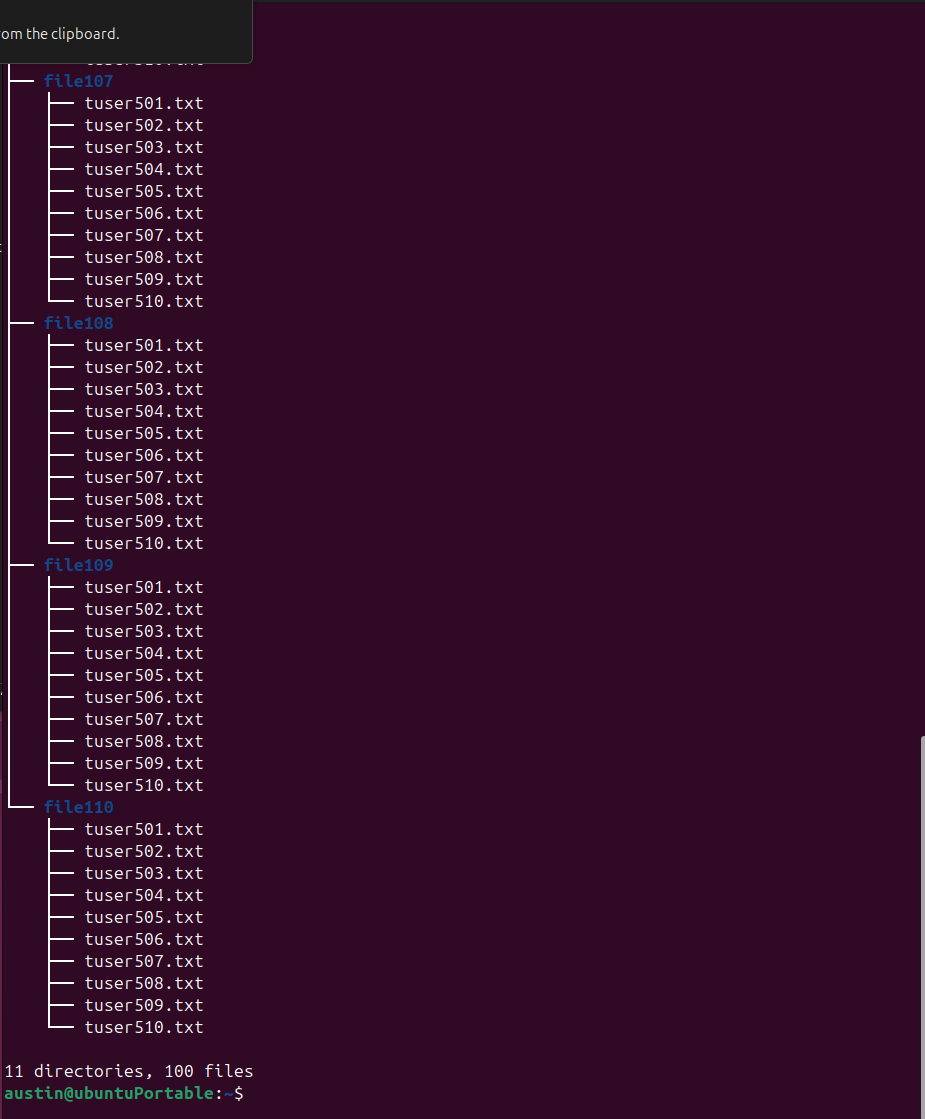 om the clipboard.
├── file107
│   ├── tuser501.txt
│   ├── tuser502.txt
│   ├── tuser503.txt
│   ├── tuser504.txt
│   ├── tuser505.txt
│   ├── tuser506.txt
│   ├── tuser507.txt
│   ├── tuser508.txt
│   ├── tuser509.txt
│   └── tuser510.txt
├── file108
│   ├── tuser501.txt
│   ├── tuser502.txt
│   ├── tuser503.txt
│   ├── tuser504.txt
│   ├── tuser505.txt
│   ├── tuser506.txt
│   ├── tuser507.txt
│   ├── tuser508.txt
│   ├── tuser509.txt
│   └── tuser510.txt
├── file109
│   ├── tuser501.txt
│   ├── tuser502.txt
│   ├── tuser503.txt
│   ├── tuser504.txt
│   ├── tuser505.txt
│   ├── tuser506.txt
│   ├── tuser507.txt
│   ├── tuser508.txt
│   ├── tuser509.txt
│   └── tuser510.txt
└── file110
    ├── tuser501.txt
    ├── tuser502.txt
    ├── tuser503.txt
    ├── tuser504.txt
    ├── tuser505.txt
    ├── tuser506.txt
    ├── tuser507.txt
    ├── tuser508.txt
    ├── tuser509.txt
    └── tuser510.txt

11 directories, 100 files
austin@ubuntuPortable:~$